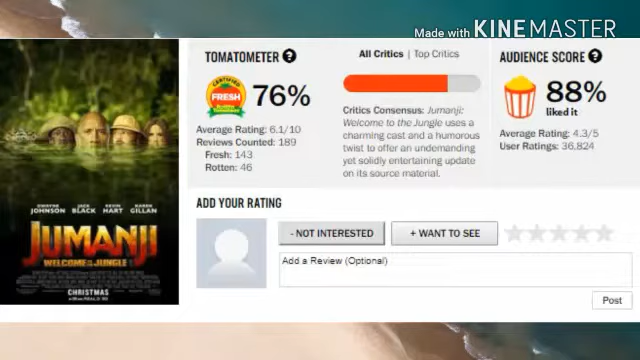 Made with KINEMASTER
TOMATOMETER ?
CERTIFIED
FRESH
76%
Average Rating: 6.1/10
Reviews Counted: 189
Fresh: 143
Rotten: 46
All Critics | Top Critics
Critics Consensus: Jumanji:
Welcome to the Jungle uses a
charming cast and a humorous
twist to offer an undemanding
yet solidly entertaining update
on its source material.
AUDIENCE SCORE ?
88%
liked it
Average Rating: 4.3/5
User Ratings: 36,824
DWAYNE JACK KEVIN KAREN
JOHNSON BLACK HART GILLAN
JUMANJI
WELCOME TO THE JUNGLE
CHRISTMAS
ADD YOUR RATING
- NOT INTERESTED
+ WANT TO SEE
Add a Review (Optional)
Post